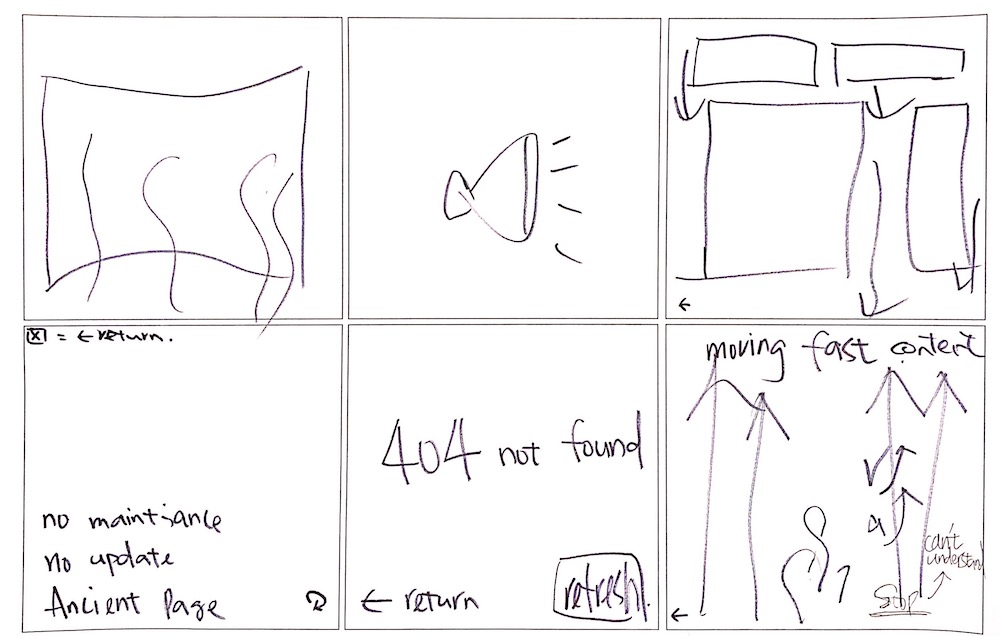 [x] = ← return.
no maintiance
no update
Ancient Page
404 not found
← return
refresh.
moving fast content
can't
understand
Stop